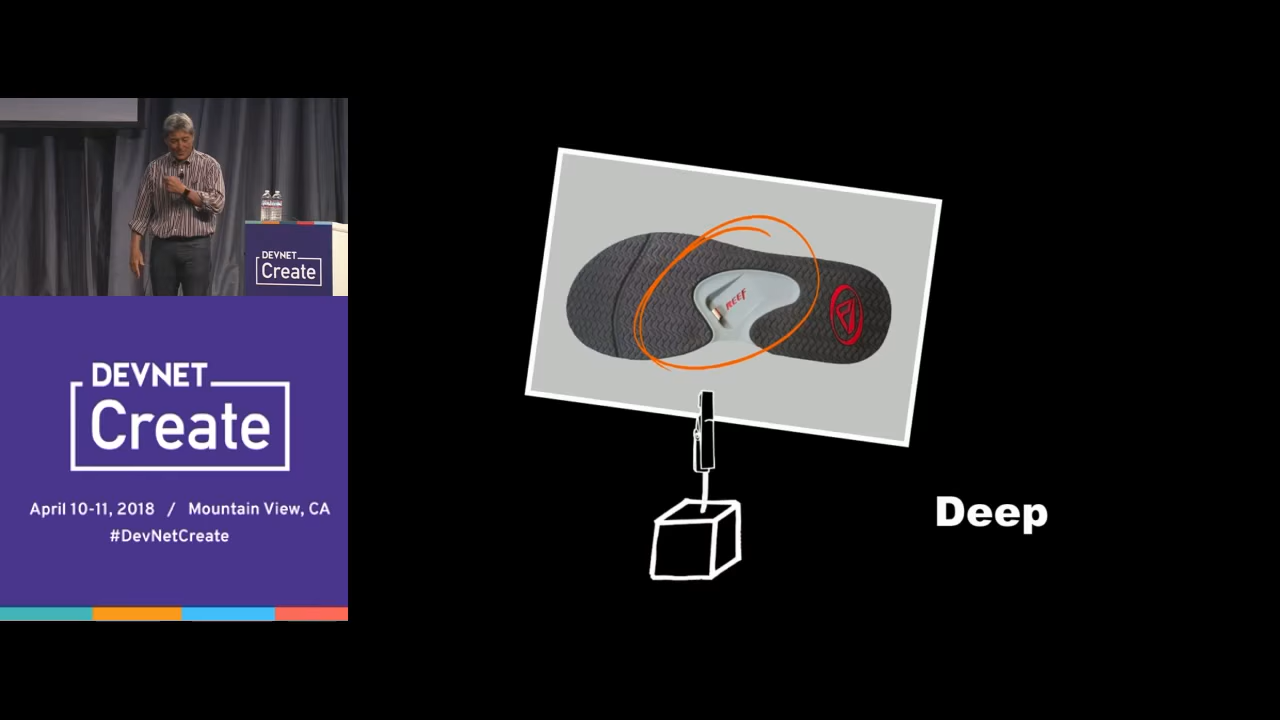 DEVNET
Create
DEVNET
Create
April 10-11, 2018 / Mountain View, CA
#DevNetCreate
REEF
Deep